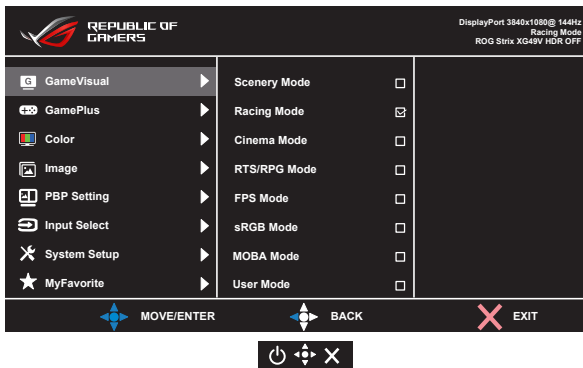 REPUBLIC OF
GAMERS
DisplayPort 3840x1080@ 144Hz
Racing Mode
ROG Strix XG49V HDR OFF
G GameVisual
GamePlus
Color
Image
PBP Setting
Input Select
System Setup
MyFavorite
Scenery Mode
Racing Mode
Cinema Mode
RTS/RPG Mode
FPS Mode
sRGB Mode
MOBA Mode
User Mode
MOVE/ENTER
BACK
EXIT